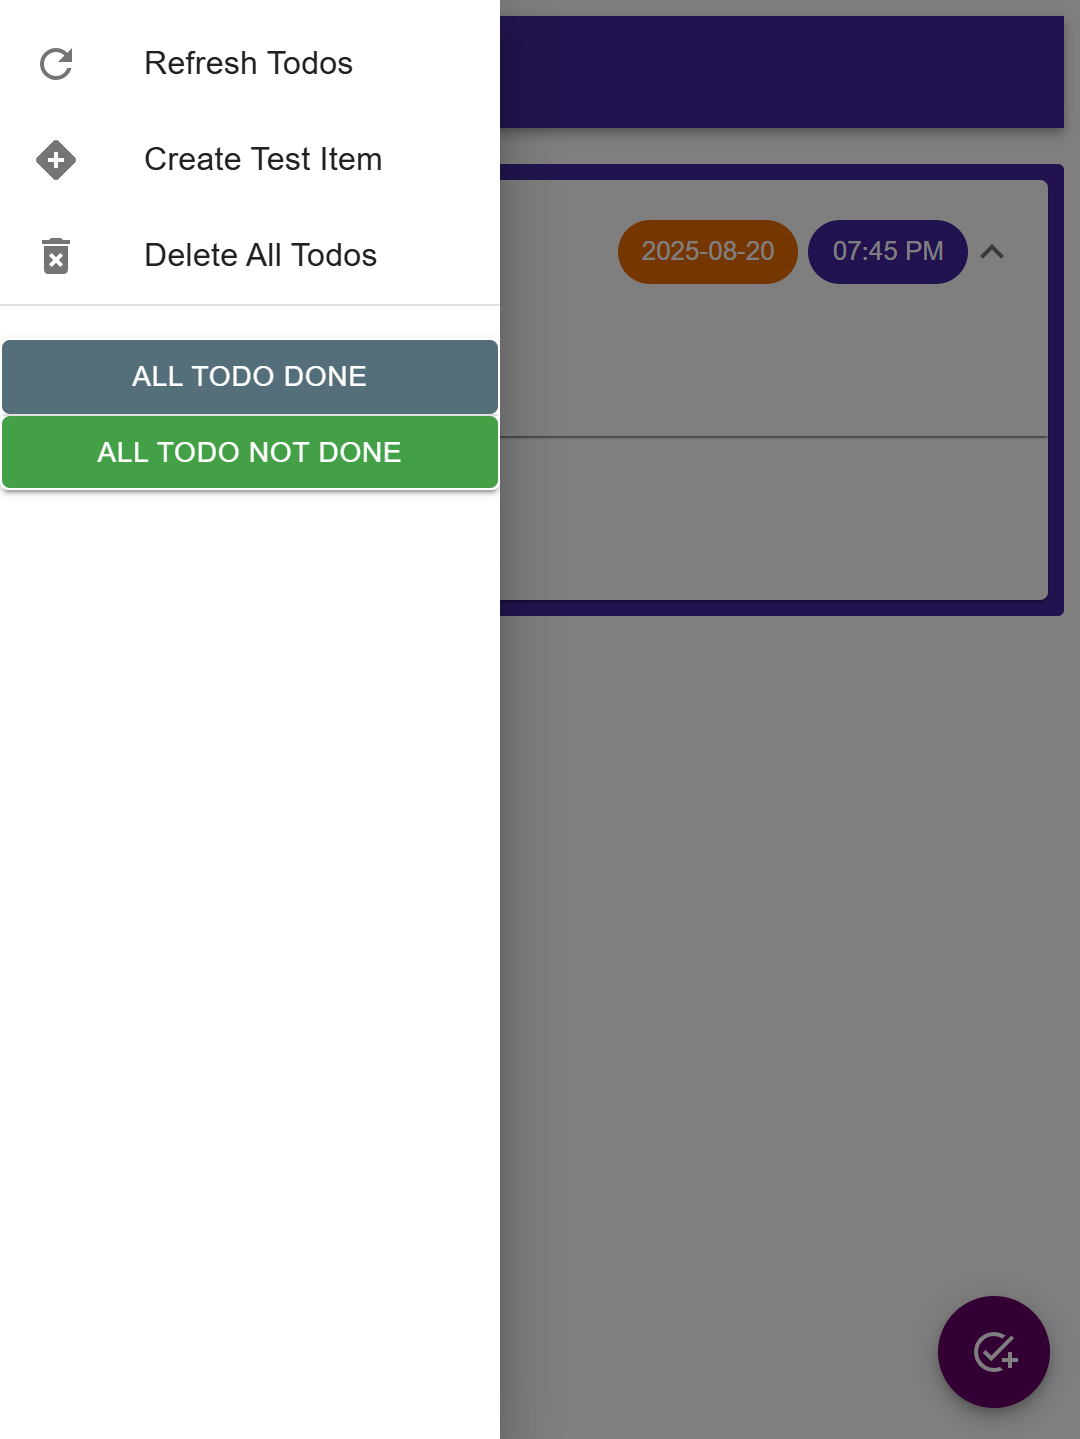 Refresh Todos
Create Test Item
Delete All Todos
2025-08-20 07:45 PM
ALL TODO DONE
ALL TODO NOT DONE